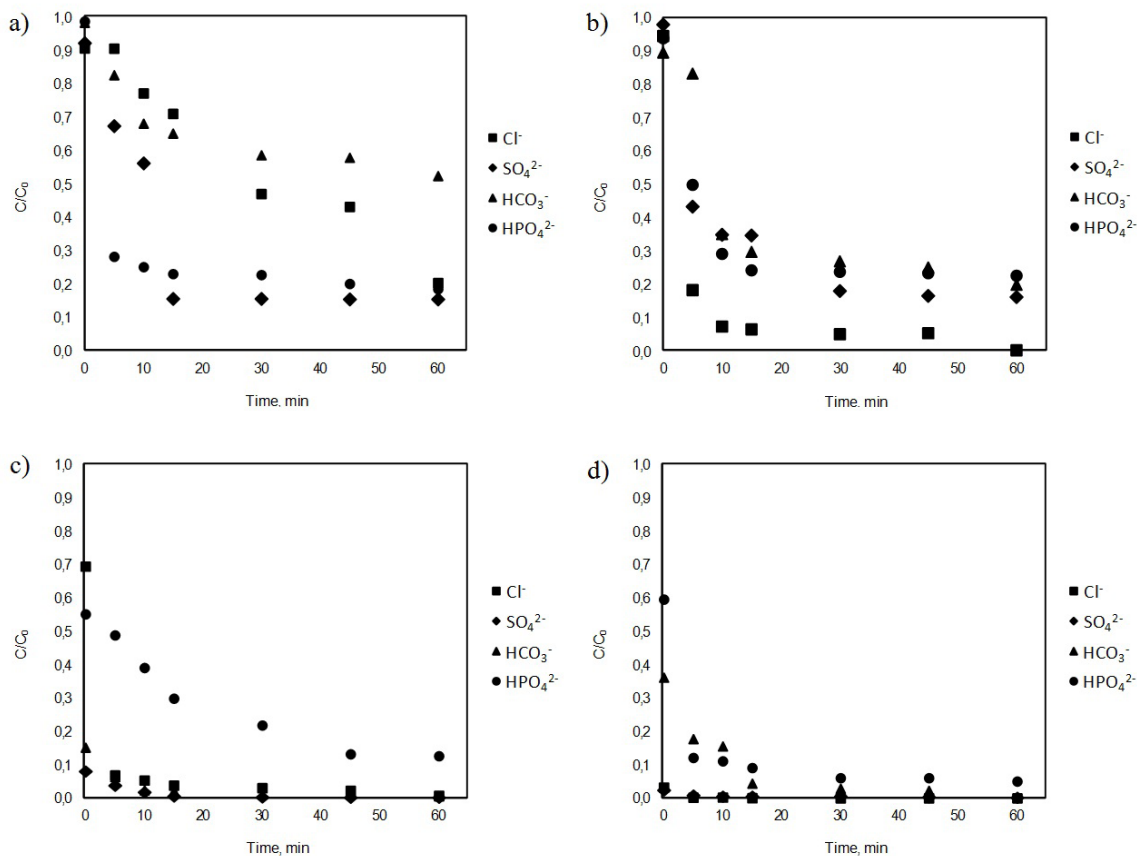 a)
1,0
0,9
0,8
0,7
0,6
0,5
0,4
0,3
0,2
0,1
0,0
C/C₀
0 10 20 30 40 50 60
Time. min
Cl⁻
SO₄²⁻
HCO₃⁻
HPO₄²⁻
b)
1,0
0,9
0,8
0,7
0,6
0,5
0,4
0,3
0,2
0,1
0,0
C/C₀
0 10 20 30 40 50 60
Time. min
Cl⁻
SO₄²⁻
HCO₃⁻
HPO₄²⁻
c)
1,0
0,9
0,8
0,7
0,6
0,5
0,4
0,3
0,2
0,1
0,0
C/C₀
0 10 20 30 40 50 60
Time, min
Cl⁻
SO₄²⁻
HCO₃⁻
HPO₄²⁻
d)
1,0
0,9
0,8
0,7
0,6
0,5
0,4
0,3
0,2
0,1
0,0
C/C₀
0 10 20 30 40 50 60
Time, min
Cl⁻
SO₄²⁻
HCO₃⁻
HPO₄²⁻